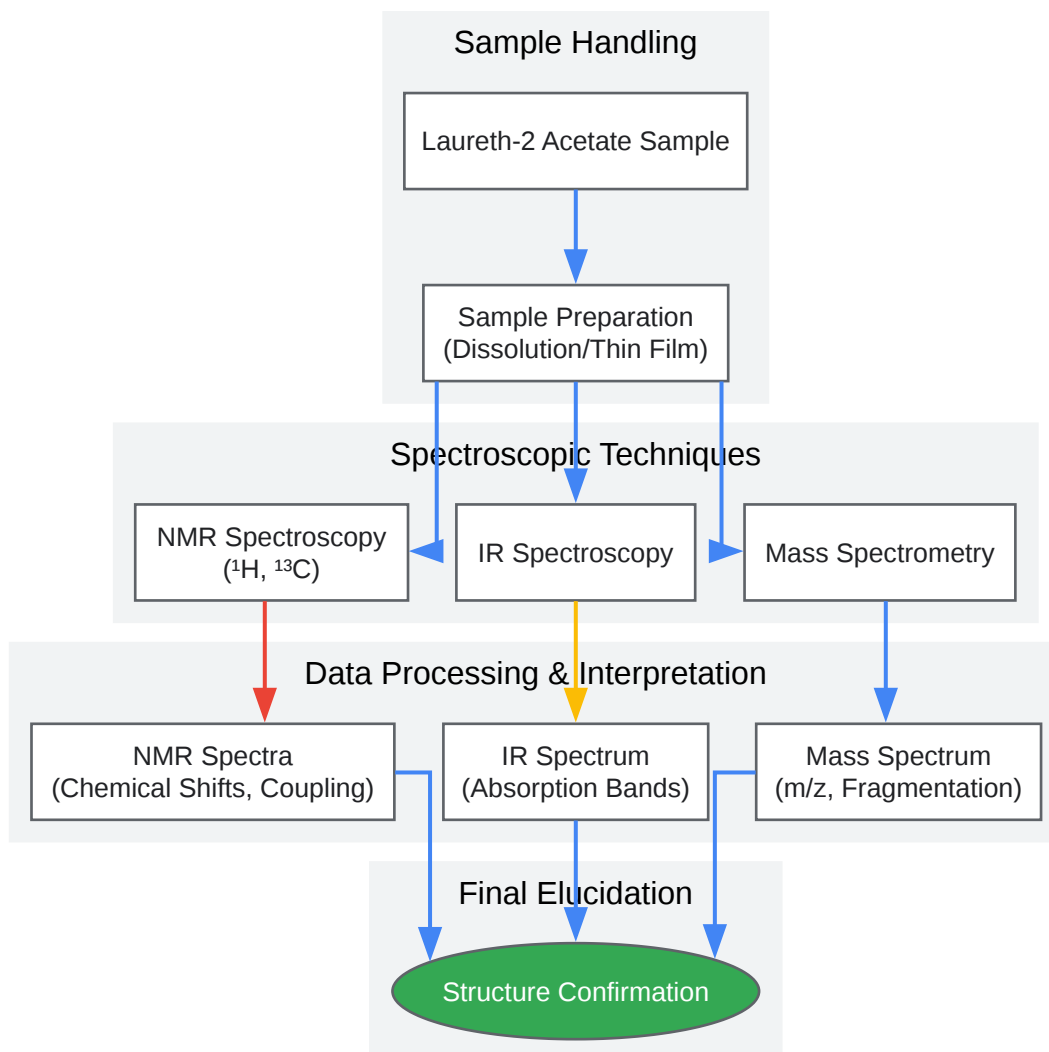 Sample Handling
Laureth-2 Acetate Sample
Sample Preparation
(Dissolution/Thin Film)
Spectroscopic Techniques
NMR Spectroscopy
(¹H, ¹³C)
IR Spectroscopy
Mass Spectrometry
Data Processing & Interpretation
NMR Spectra
(Chemical Shifts, Coupling)
IR Spectrum
(Absorption Bands)
Mass Spectrum
(m/z, Fragmentation)
Final Elucidation
Structure Confirmation